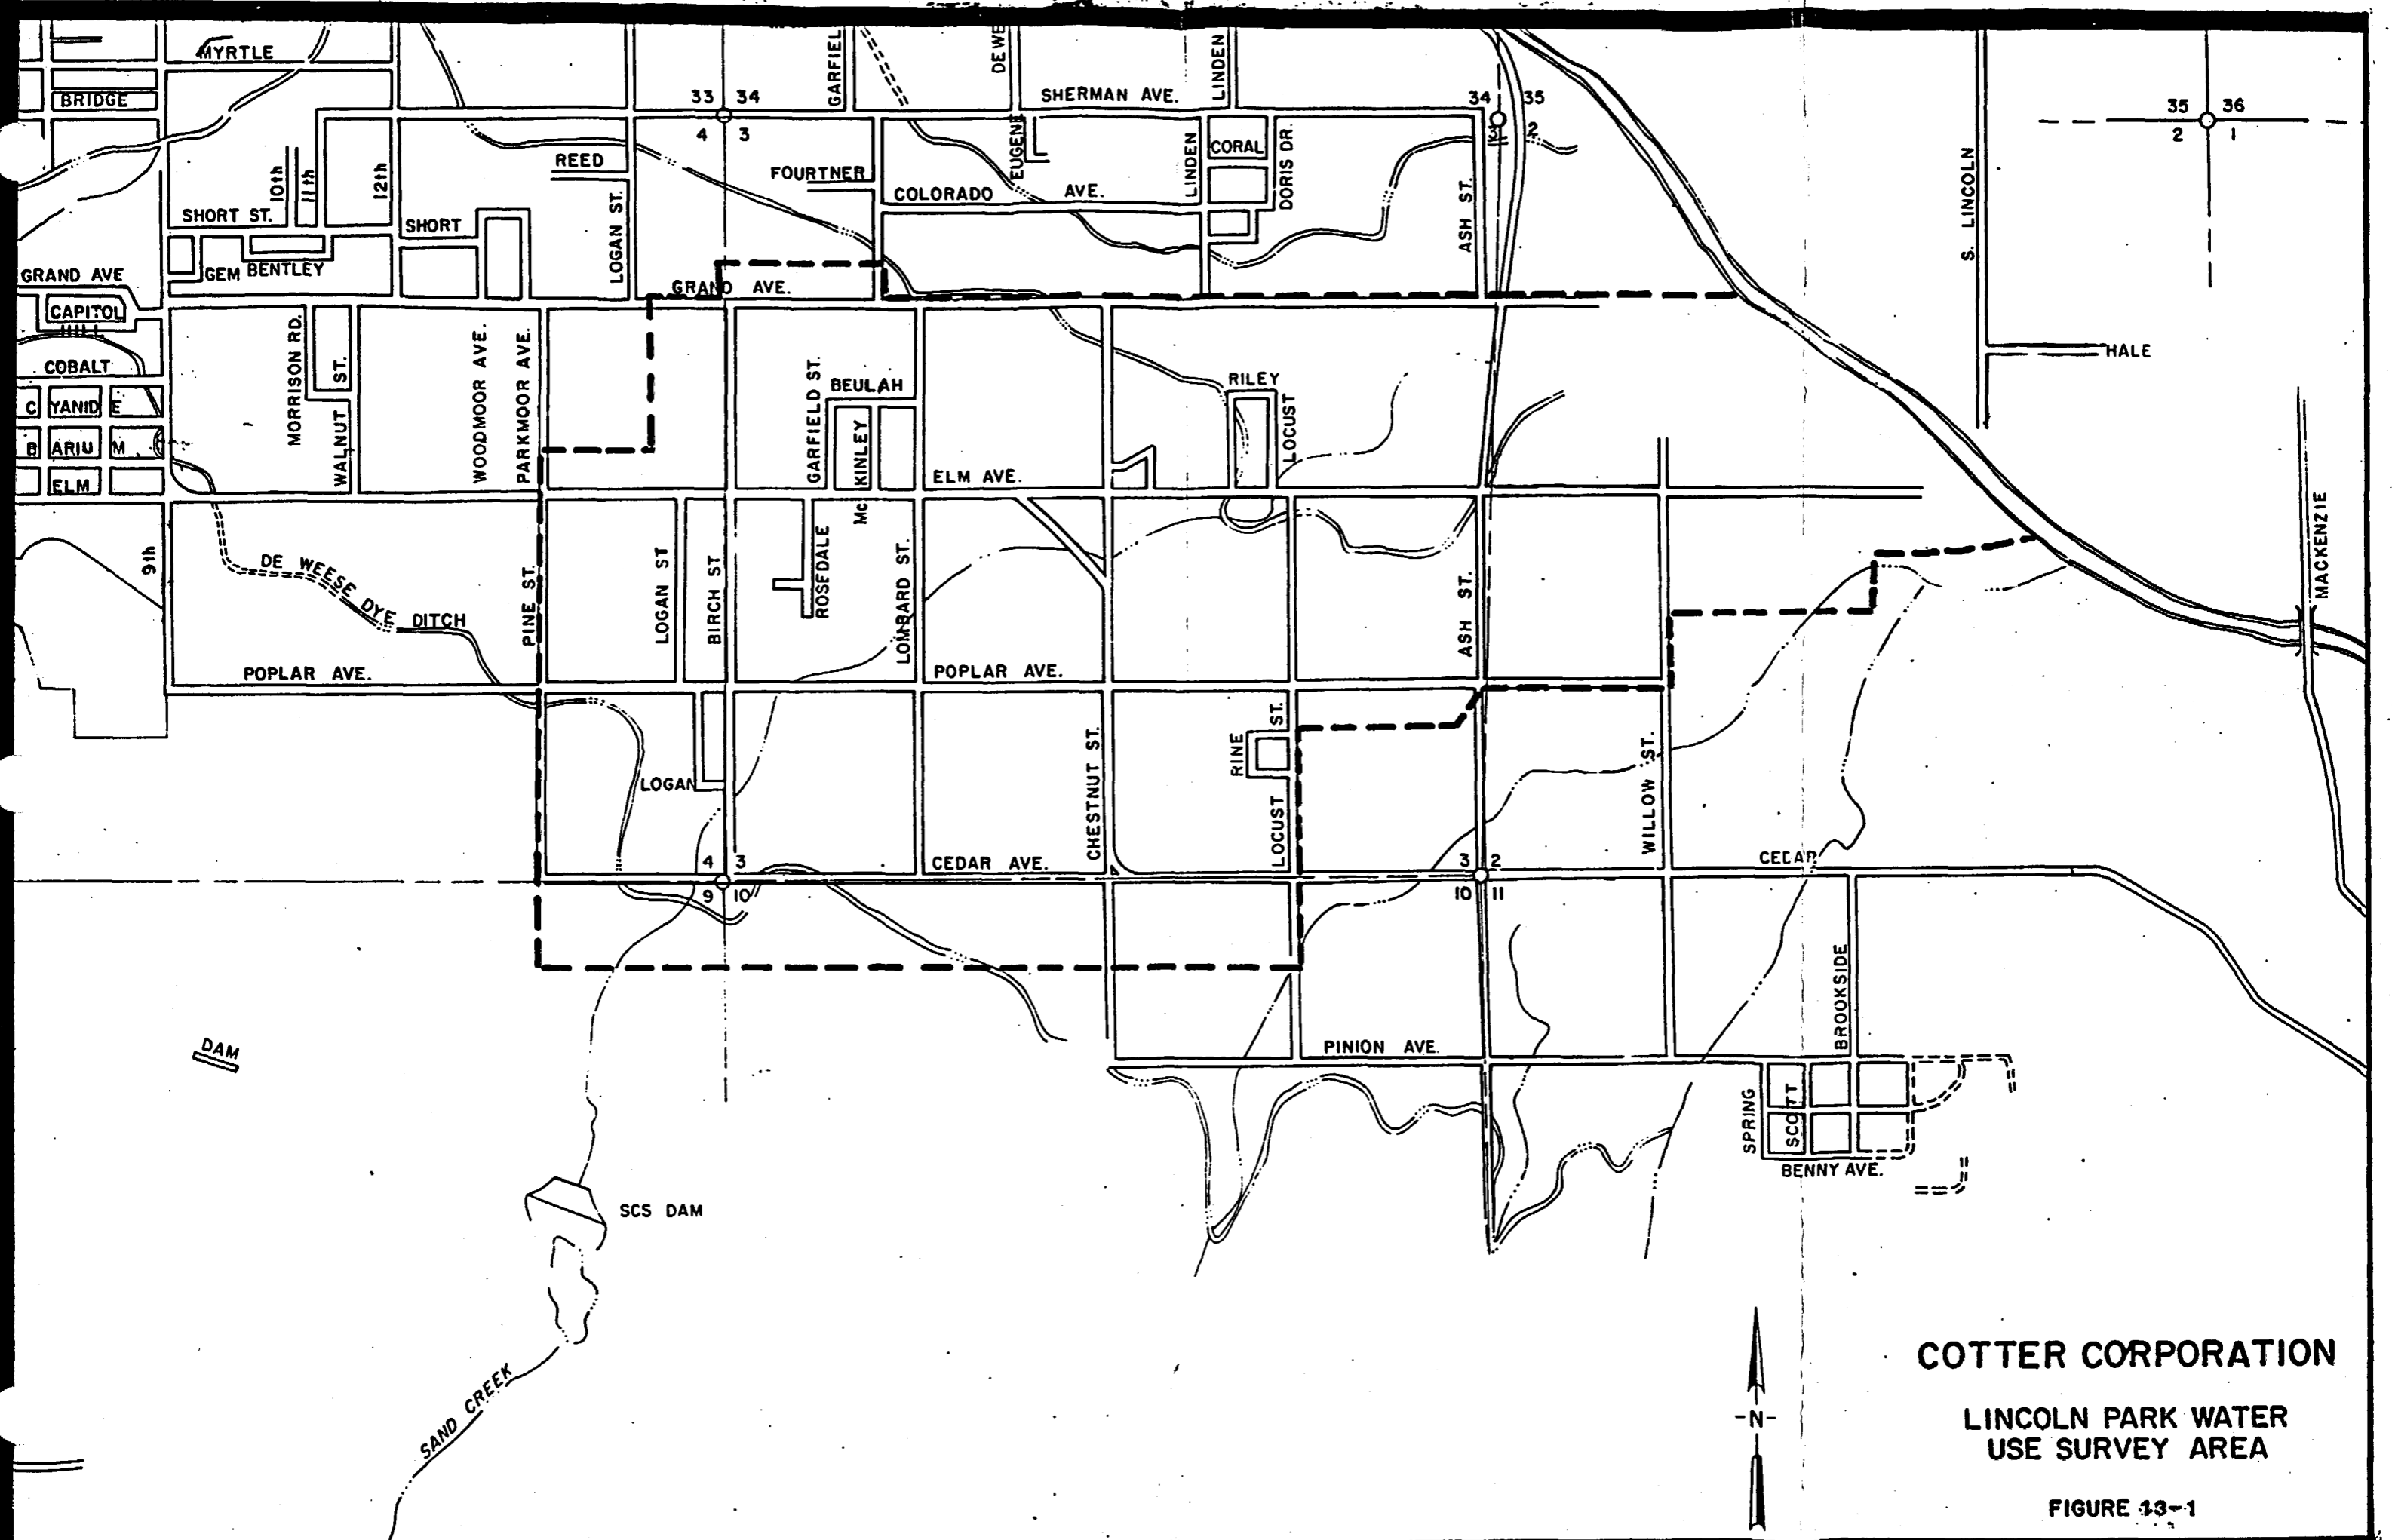 MYRTLE
GARFIEL
DEWE
LINDEN
BRIDGE
33 34
4 3
SHERMAN AVE.
34 35
3 2
35 36
2 1
10th
11th
12th
REED
FOURTNER
EUGENE
LINDEN
CORAL
DORIS DR.
COLORADO AVE.
ASH ST.
S. LINCOLN
SHORT ST.
SHORT
LOGAN ST.
GRAND AVE
GEM
BENTLEY
GRAND AVE.
CAPITOL
COBALT
HALE
MORRISON RD.
WALNUT ST.
WOODMOOR AVE.
PARKMOOR AVE.
GARFIELD ST.
BEULAH
McKINLEY
RILEY
LOCUST
CYANIDE
BARIUM
ELM
ELM AVE.
9th
DE WEESE DYE DITCH
PINE ST.
LOGAN ST
BIRCH ST
ROSEDALE
LOMBARD ST.
ASH ST.
MACKENZIE
POPLAR AVE.
POPLAR AVE.
LOGAN
CHESTNUT ST.
RINE
LOCUST ST.
WILLOW ST.
4 3
9 10
CEDAR AVE.
3 2
10 11
CEDAR
BROOKSIDE
DAM
PINION AVE.
SPRING
SCOTT
BENNY AVE.
SCS DAM
SAND CREEK
-N-
COTTER CORPORATION
LINCOLN PARK WATER
USE SURVEY AREA
FIGURE 13-1